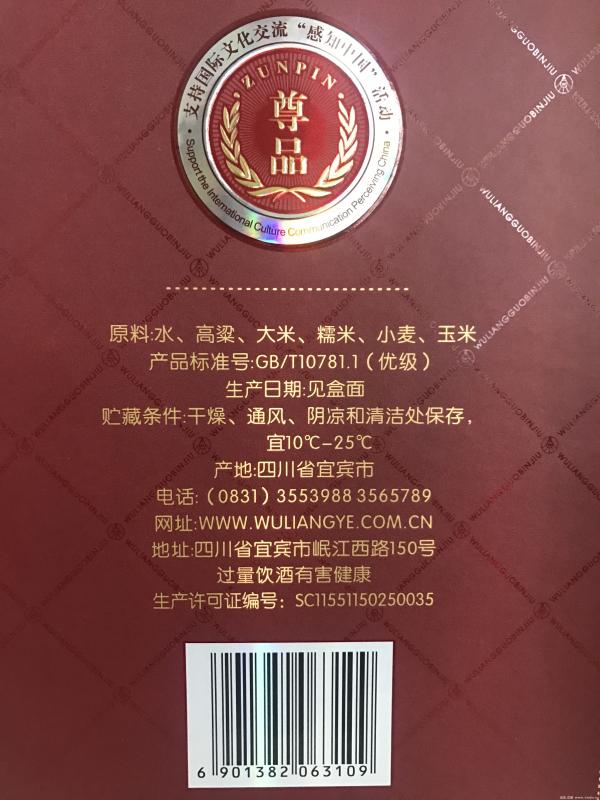 支持国际文化交流“感知中国”活动
ZUNPIN
尊品
Support the International Culture Communication Perceiving China
原料:水、高粱、大米、糯米、小麦、玉米
产品标准号:GB/T10781.1(优级)
生产日期:见盒面
贮藏条件:干燥、通风、阴凉和清洁处保存,
宜10℃-25℃
产地:四川省宜宾市
电话:(0831)3553988 3565789
网址:WWW.WULIANGYE.COM.CN
地址:四川省宜宾市岷江西路150号
过量饮酒有害健康
生产许可证编号:SC11551150250035
6 901382 063109
WULIANGGUOBINJIU